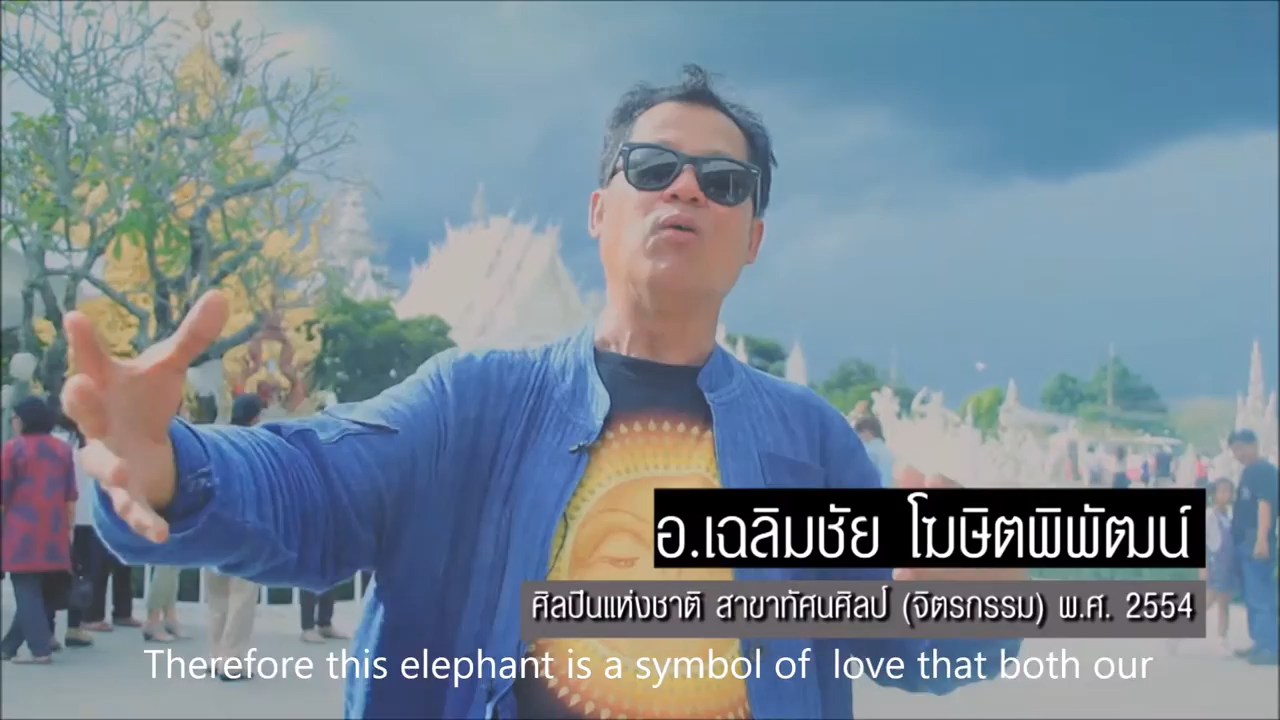 อ.เฉลิมชัย โฆษิตพิพัฒน์
ศิลปินแห่งชาติ สาขาทัศนศิลป์ (จิตรกรรม) พ.ศ. 2554
Therefore this elephant is a symbol of love that both our